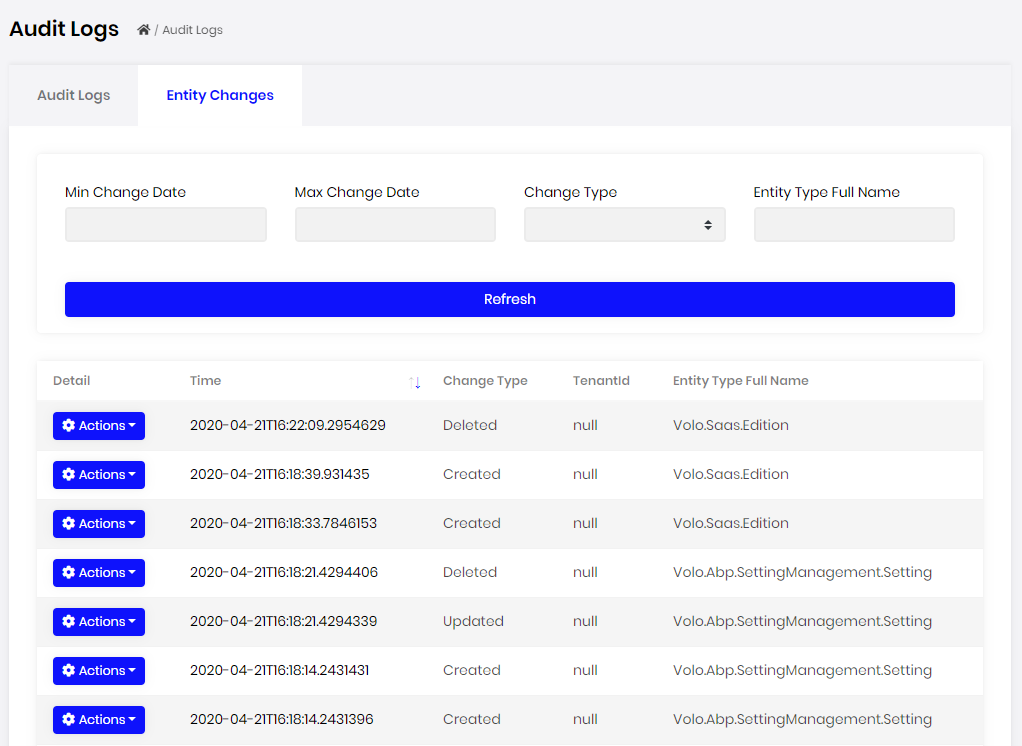 Audit Logs / Audit Logs
Audit Logs Entity Changes
Min Change Date Max Change Date Change Type Entity Type Full Name
Refresh
Detail Time Change Type TenantId Entity Type Full Name
Actions 2020-04-21T16:22:09.2954629 Deleted null Volo.Saas.Edition
Actions 2020-04-21T16:18:39.931435 Created null Volo.Saas.Edition
Actions 2020-04-21T16:18:33.7846153 Created null Volo.Saas.Edition
Actions 2020-04-21T16:18:21.4294406 Deleted null Volo.Abp.SettingManagement.Setting
Actions 2020-04-21T16:18:21.4294339 Updated null Volo.Abp.SettingManagement.Setting
Actions 2020-04-21T16:18:14.2431431 Created null Volo.Abp.SettingManagement.Setting
Actions 2020-04-21T16:18:14.2431396 Created null Volo.Abp.SettingManagement.Setting